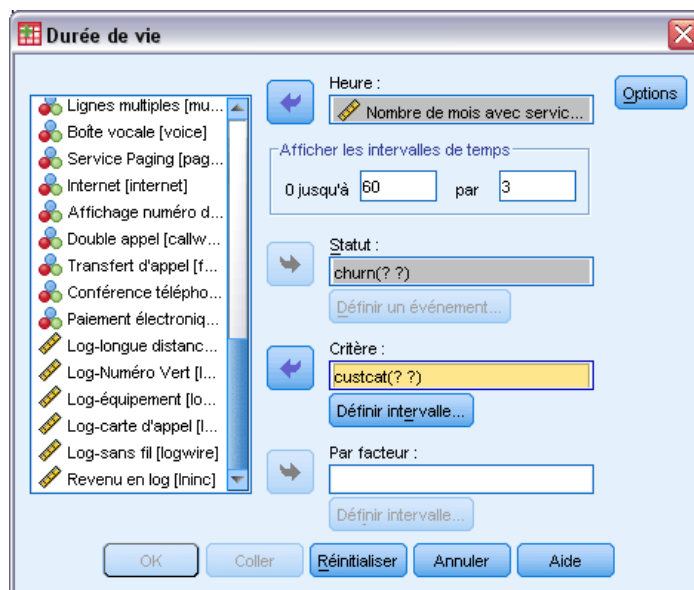 Durée de vie
Lignes multiples [mu...
Boîte vocale [voice]
Service Paging [pag...
Internet [internet]
Affichage numéro d...
Double appel [callw...
Transfert d'appel [f...
Conférence télépho...
Paiement électroniq...
Log-longue distanc...
Log-Numéro Vert [l...
Log-équipement [lo...
Log-carte d'appel [l...
Log-sans fil [logwire]
Revenu en log [lninc]
Heure :
Nombre de mois avec servic...
Options
Afficher les intervalles de temps
0 jusqu'à 60 par 3
Statut :
churn(? ?)
Définir un événement...
Critère :
custcat(? ?)
Définir intervalle...
Par facteur :
Définir intervalle...
OK Coller Réinitialiser Annuler Aide